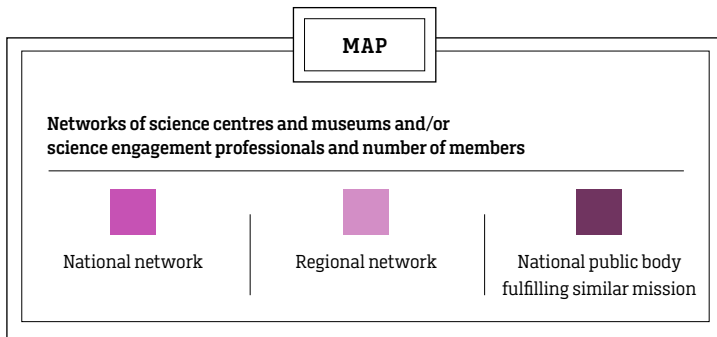 MAP
Networks of science centres and museums and/or
science engagement professionals and number of members
National network
Regional network
National public body
fulfilling similar mission